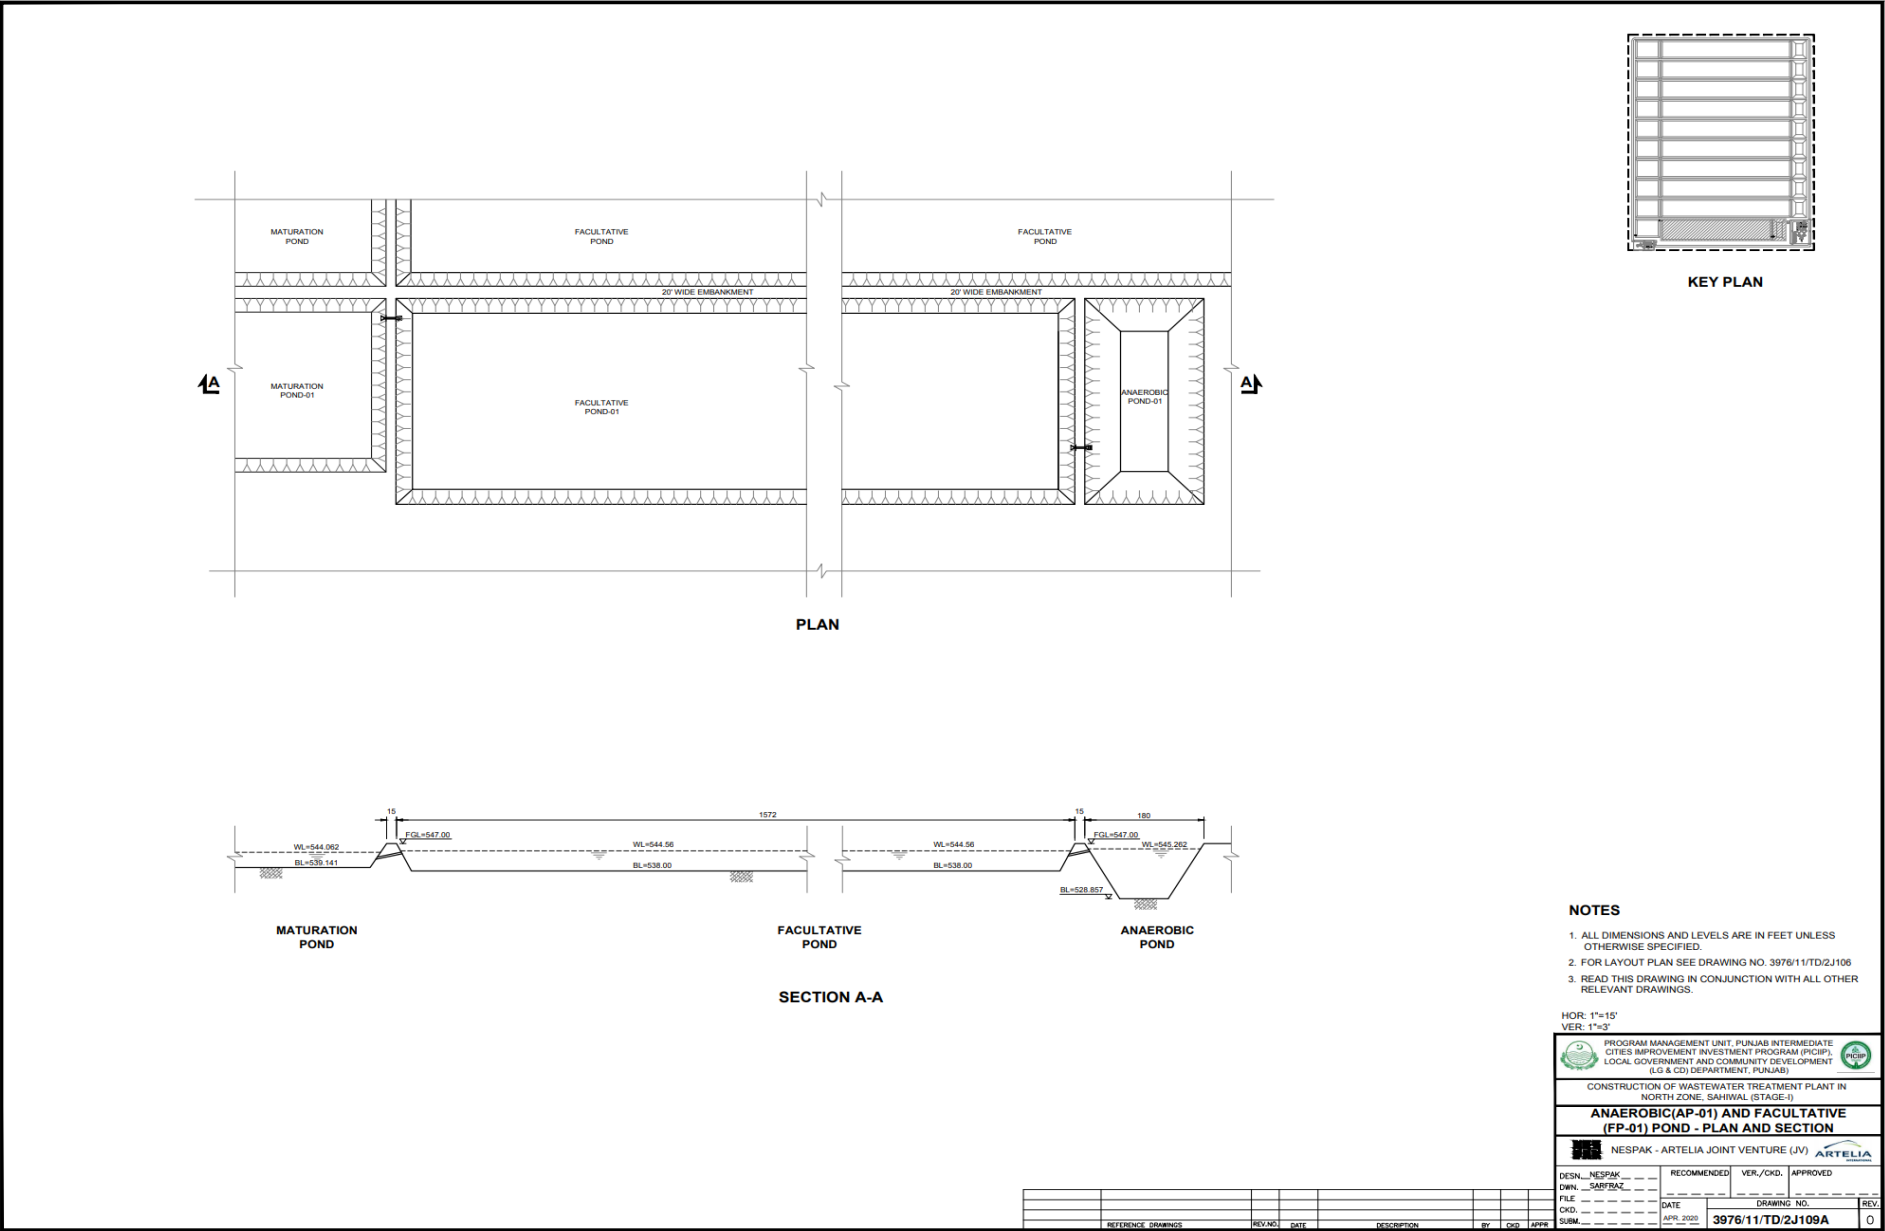 KEY PLAN
MATURATION
POND
FACULTATIVE
POND
FACULTATIVE
POND
20' WIDE EMBANKMENT
20' WIDE EMBANKMENT
A
MATURATION
POND-01
FACULTATIVE
POND-01
ANAEROBIC
POND-01
A
PLAN
15
1572
15
180
FGL=547.00
FGL=547.00
WL=544.062
WL=544.56
WL=544.56
WL=545.262
BL=539.141
BL=538.00
BL=538.00
BL=528.857
MATURATION
POND
FACULTATIVE
POND
ANAEROBIC
POND
SECTION A-A
NOTES
1. ALL DIMENSIONS AND LEVELS ARE IN FEET UNLESS
OTHERWISE SPECIFIED.
2. FOR LAYOUT PLAN SEE DRAWING NO. 3976/11/TD/2J106
3. READ THIS DRAWING IN CONJUNCTION WITH ALL OTHER
RELEVANT DRAWINGS.
HOR: 1"=15'
VER: 1"=3'
PROGRAM MANAGEMENT UNIT, PUNJAB INTERMEDIATE
CITIES IMPROVEMENT INVESTMENT PROGRAM (PICIIP),
LOCAL GOVERNMENT AND COMMUNITY DEVELOPMENT
(LG & CD) DEPARTMENT, PUNJAB)
PICIIP
CONSTRUCTION OF WASTEWATER TREATMENT PLANT IN
NORTH ZONE, SAHIWAL (STAGE-I)
ANAEROBIC(AP-01) AND FACULTATIVE
(FP-01) POND - PLAN AND SECTION
NESPAK - ARTELIA JOINT VENTURE (JV)
ARTELIA
DESN. NESPAK
DWN. SARFRAZ
FILE
CKD.
SUBM.
RECOMMENDED VER./CKD. APPROVED
DATE
APR. 2020
DRAWING NO.
3976/11/TD/2J109A
REV.
0
REFERENCE DRAWINGS REV.NO. DATE DESCRIPTION BY CKD APPR